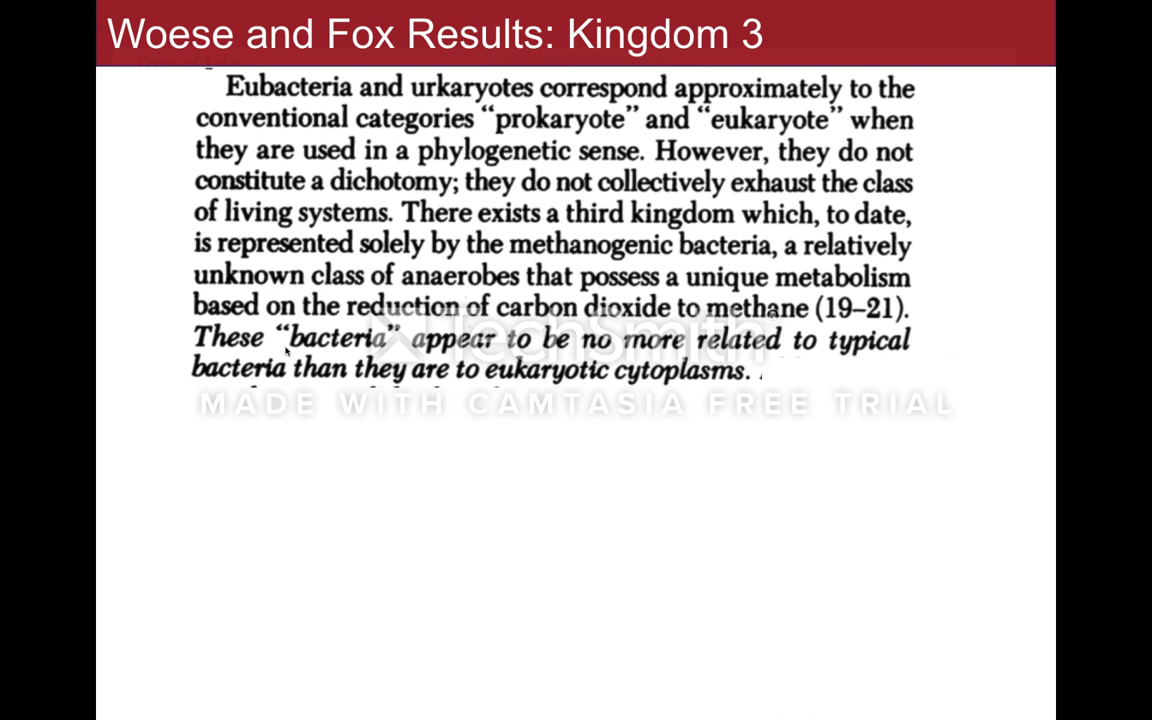 Woese and Fox Results: Kingdom 3
Eubacteria and urkaryotes correspond approximately to the
conventional categories “prokaryote” and “eukaryote” when
they are used in a phylogenetic sense. However, they do not
constitute a dichotomy; they do not collectively exhaust the class
of living systems. There exists a third kingdom which, to date,
is represented solely by the methanogenic bacteria, a relatively
unknown class of anaerobes that possess a unique metabolism
based on the reduction of carbon dioxide to methane (19–21).
These “bacteria” appear to be no more related to typical
bacteria than they are to eukaryotic cytoplasms.
TechSmith
MADE WITH CAMTASIA FREE TRIAL